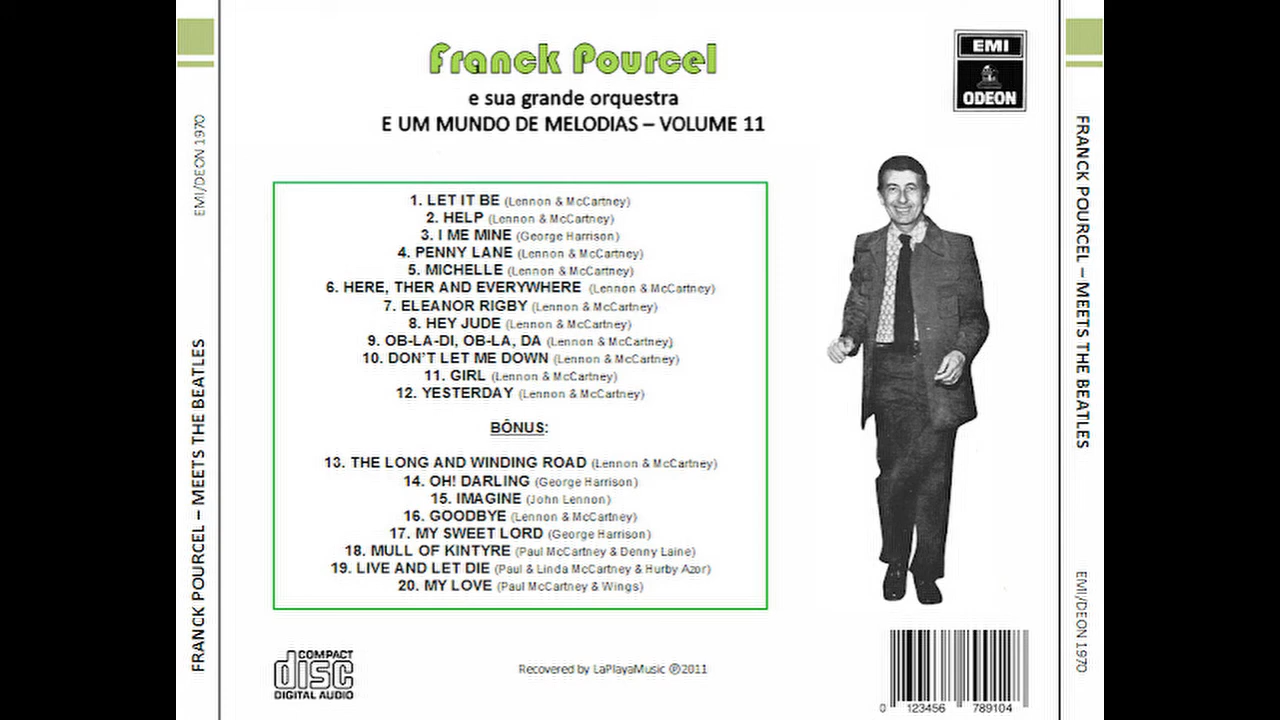 Franck Pourcel
e sua grande orquestra
E UM MUNDO DE MELODIAS – VOLUME 11
EMI
ODEON
1. LET IT BE (Lennon & McCartney)
2. HELP (Lennon & McCartney)
3. I ME MINE (George Harrison)
4. PENNY LANE (Lennon & McCartney)
5. MICHELLE (Lennon & McCartney)
6. HERE, THER AND EVERYWHERE (Lennon & McCartney)
7. ELEANOR RIGBY (Lennon & McCartney)
8. HEY JUDE (Lennon & McCartney)
9. OB-LA-DI, OB-LA, DA (Lennon & McCartney)
10. DON'T LET ME DOWN (Lennon & McCartney)
11. GIRL (Lennon & McCartney)
12. YESTERDAY (Lennon & McCartney)
BÔNUS:
13. THE LONG AND WINDING ROAD (Lennon & McCartney)
14. OH! DARLING (George Harrison)
15. IMAGINE (John Lennon)
16. GOODBYE (Lennon & McCartney)
17. MY SWEET LORD (George Harrison)
18. MULL OF KINTYRE (Paul McCartney & Denny Laine)
19. LIVE AND LET DIE (Paul & Linda McCartney & Hurby Azor)
20. MY LOVE (Paul McCartney & Wings)
COMPACT
disc
DIGITAL AUDIO
Recovered by LaPlayaMusic ℗2011
0 123456 789104
FRANCK POURCEL – MEETS THE BEATLES
EMI/DEON 1970
FRANCK POURCEL – MEETS THE BEATLES
EMI/DEON 1970